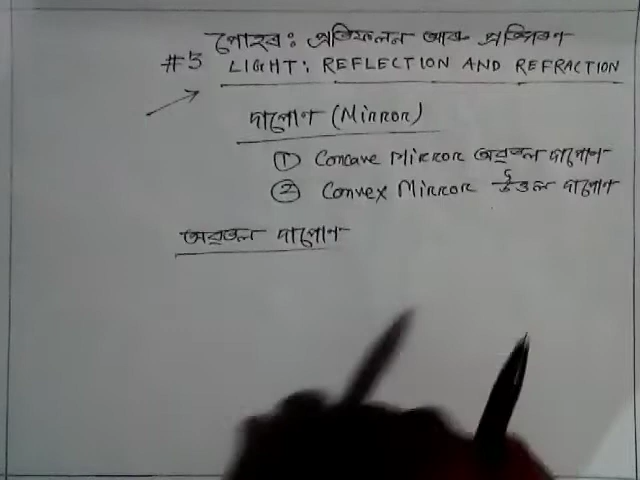 পোহৰ: প্ৰতিফলন আৰু প্ৰতিসৰণ
#5 LIGHT: REFLECTION AND REFRACTION
দাপোণ (Mirror)
① Concave Mirror অৱতল দাপোণ
② Convex Mirror উত্তল দাপোণ
অৱতল দাপোণ